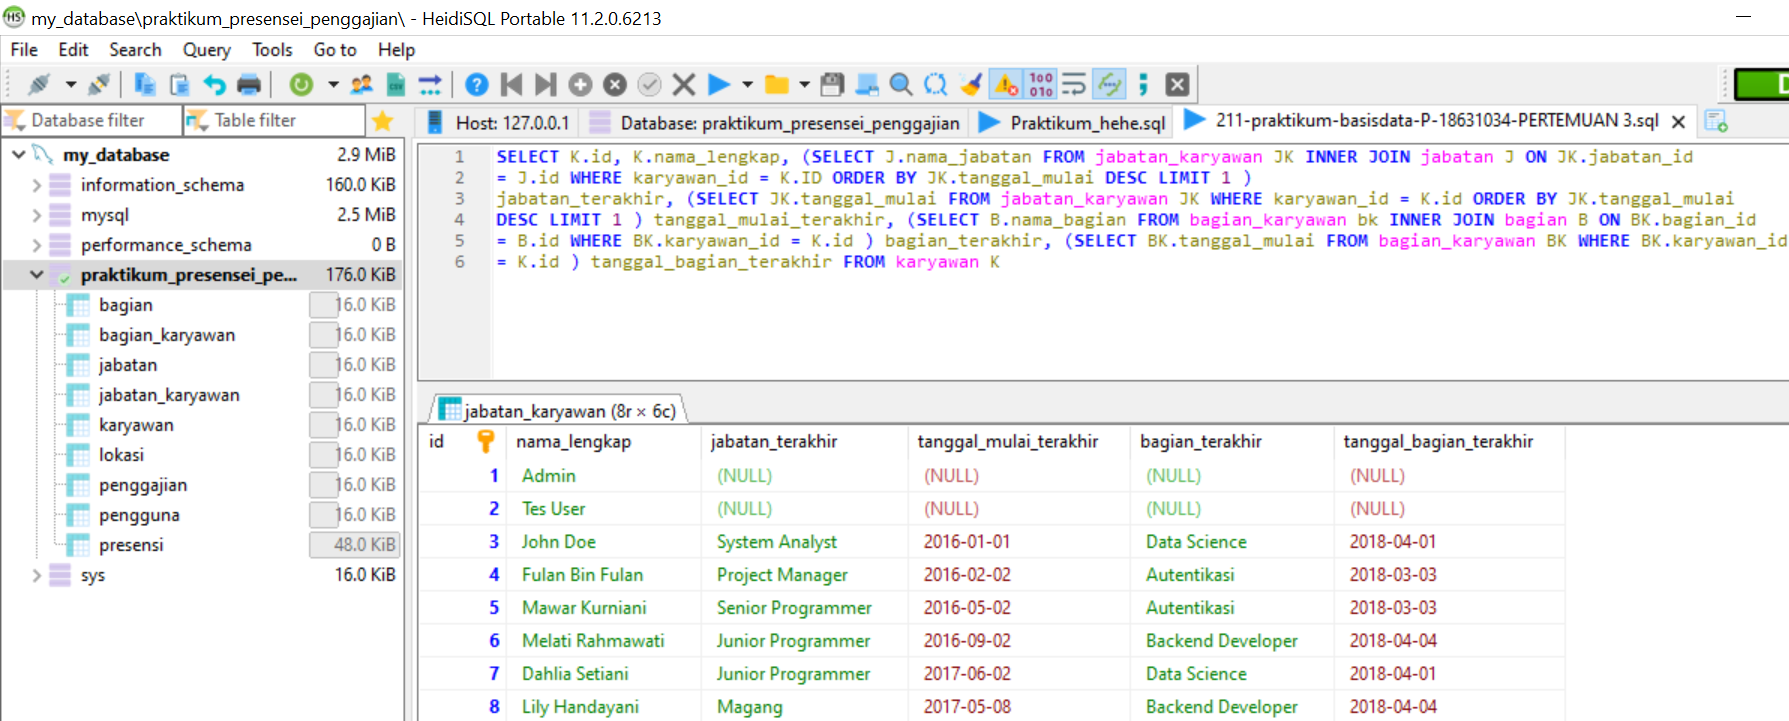 my_database\praktikum_presensei_penggajian\ - HeidiSQL Portable 11.2.0.6213
File Edit Search Query Tools Go to Help
Database filter Table filter
Host: 127.0.0.1 Database: praktikum_presensei_penggajian Praktikum_hehe.sql 211-praktikum-basisdata-P-18631034-PERTEMUAN 3.sql
my_database 2.9 MiB
information_schema 160.0 KiB
mysql 2.5 MiB
performance_schema 0 B
praktikum_presensei_pe... 176.0 KiB
bagian 16.0 KiB
bagian_karyawan 16.0 KiB
jabatan 16.0 KiB
jabatan_karyawan 16.0 KiB
karyawan 16.0 KiB
lokasi 16.0 KiB
penggajian 16.0 KiB
pengguna 16.0 KiB
presensi 48.0 KiB
sys 16.0 KiB
1 SELECT K.id, K.nama_lengkap, (SELECT J.nama_jabatan FROM jabatan_karyawan JK INNER JOIN jabatan J ON JK.jabatan_id
2 = J.id WHERE karyawan_id = K.ID ORDER BY JK.tanggal_mulai DESC LIMIT 1 )
3 jabatan_terakhir, (SELECT JK.tanggal_mulai FROM jabatan_karyawan JK WHERE karyawan_id = K.id ORDER BY JK.tanggal_mulai
4 DESC LIMIT 1 ) tanggal_mulai_terakhir, (SELECT B.nama_bagian FROM bagian_karyawan bk INNER JOIN bagian B ON BK.bagian_id
5 = B.id WHERE BK.karyawan_id = K.id ) bagian_terakhir, (SELECT BK.tanggal_mulai FROM bagian_karyawan BK WHERE BK.karyawan_id
6 = K.id ) tanggal_bagian_terakhir FROM karyawan K
jabatan_karyawan (8r × 6c)
id nama_lengkap jabatan_terakhir tanggal_mulai_terakhir bagian_terakhir tanggal_bagian_terakhir
1 Admin (NULL) (NULL) (NULL) (NULL)
2 Tes User (NULL) (NULL) (NULL) (NULL)
3 John Doe System Analyst 2016-01-01 Data Science 2018-04-01
4 Fulan Bin Fulan Project Manager 2016-02-02 Autentikasi 2018-03-03
5 Mawar Kurniani Senior Programmer 2016-05-02 Autentikasi 2018-03-03
6 Melati Rahmawati Junior Programmer 2016-09-02 Backend Developer 2018-04-04
7 Dahlia Setiani Junior Programmer 2017-06-02 Data Science 2018-04-01
8 Lily Handayani Magang 2017-05-08 Backend Developer 2018-04-04